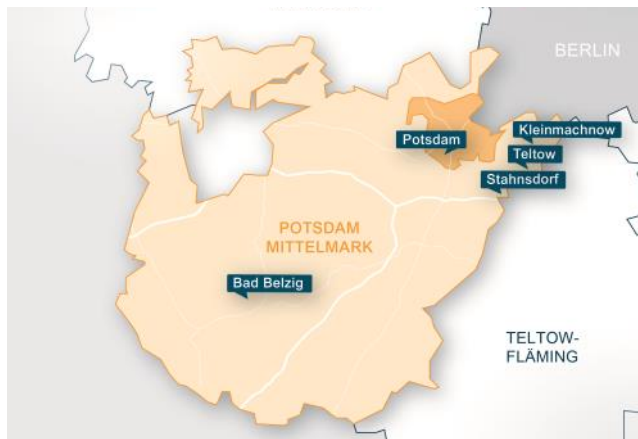 BERLIN
Kleinmachnow
Potsdam
Teltow
Stahnsdorf
POTSDAM
MITTELMARK
Bad Belzig
TELTOW-
FLÄMING